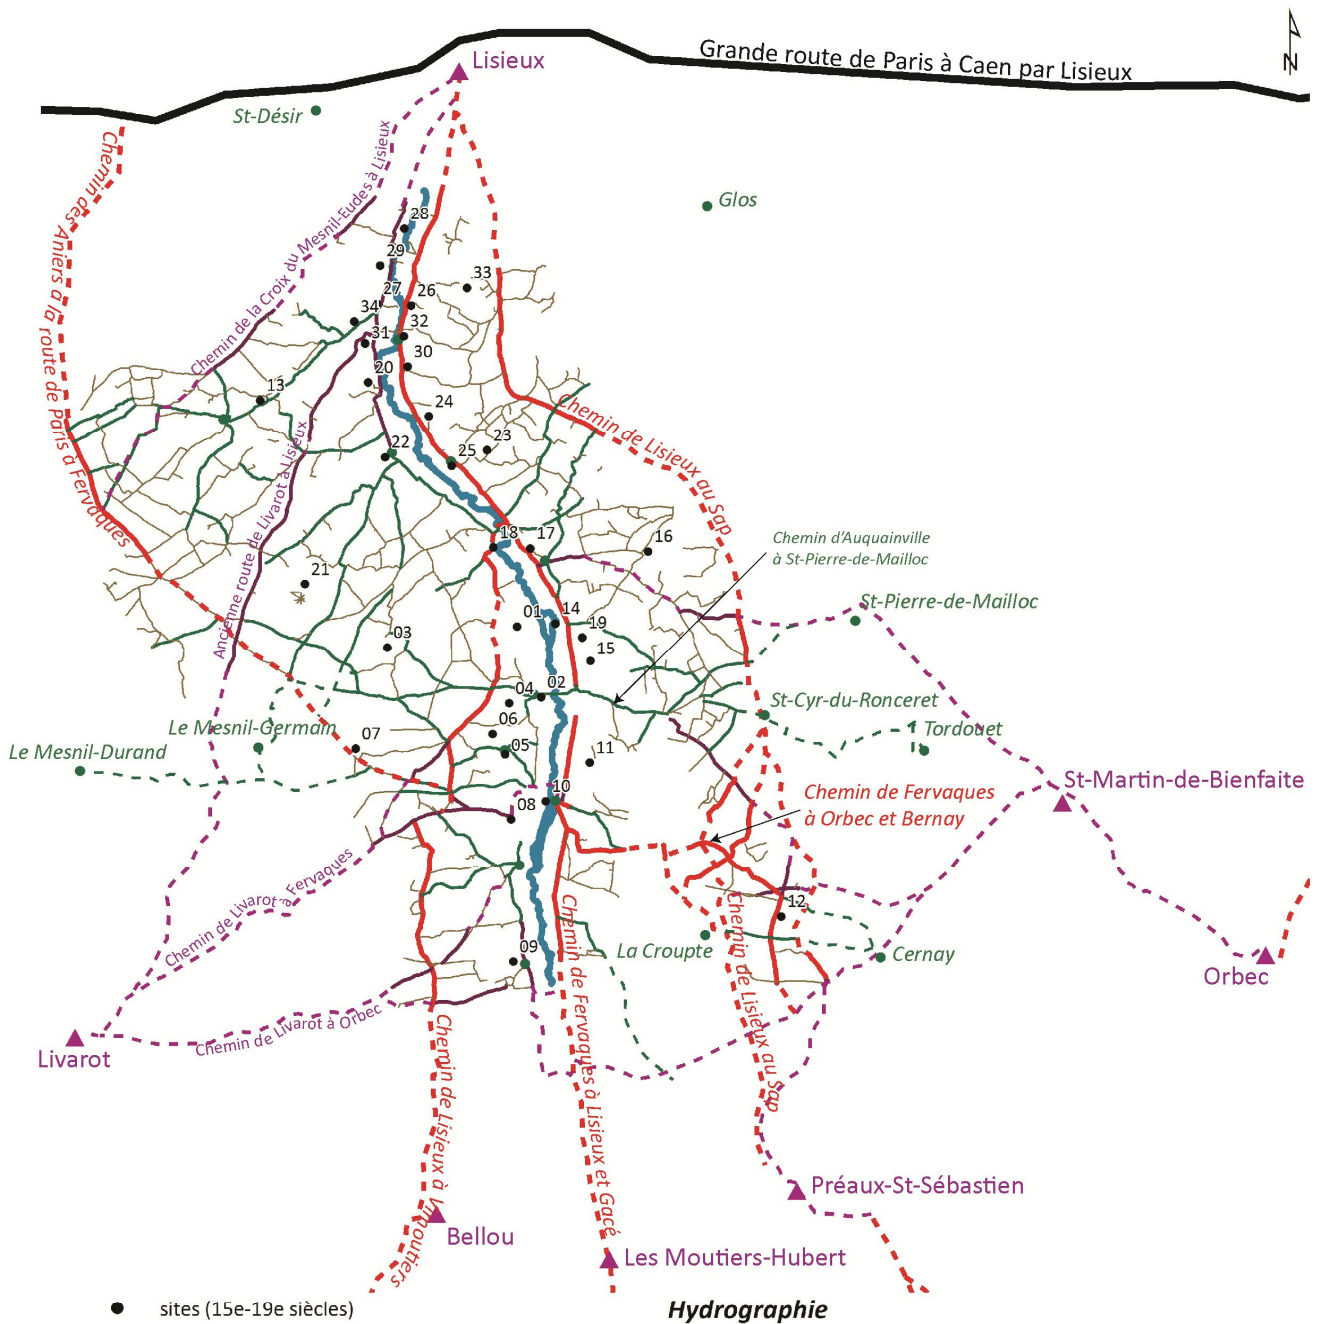 Grande route de Paris à Caen par Lisieux
N
Lisieux
St-Désir
Chemin des Aniers à la route de Paris à Fervaques
Chemin de la Croix du Mesnil-Eudes à Lisieux
Glos
28
29
33
27
26
34
32
31
30
20
13
24
Chemin de Lisieux au Sap
23
22
25
Ancienne route de Livarot à Lisieux
18
17
16
Chemin d'Auquainville
à St-Pierre-de-Mailloc
21
St-Pierre-de-Mailloc
01
14
19
03
15
04
02
St-Cyr-du-Ronceret
06
Le Mesnil-Germain
Tordouet
07
05
11
Le Mesnil-Durand
St-Martin-de-Bienfaite
10
08
Chemin de Fervaques
à Orbec et Bernay
Chemin de Livarot à Fervaques
12
09
La Croupte
Cernay
Orbec
Chemin de Fervaques à Lisieux et Gacé
Chemin de Lisieux au Sap
Chemin de Livarot à Orbec
Livarot
Chemin de Lisieux à Vimoutiers
Préaux-St-Sébastien
Bellou
Les Moutiers-Hubert
sites (15e-19e siècles)
Hydrographie